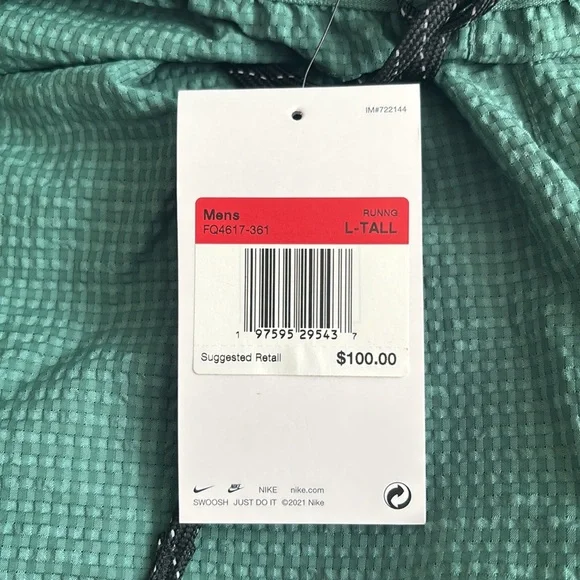 IM#722144
Mens RUNNG
FQ4617-361 L-TALL
1 97595 29543 7
Suggested Retail $100.00
NIKE nike.com
SWOOSH JUST DO IT ©2021 Nike